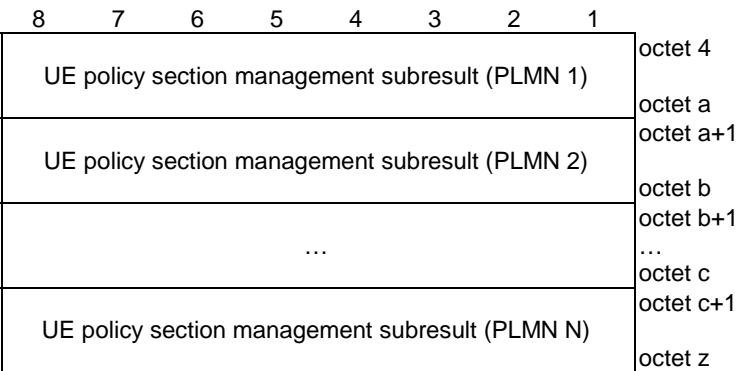 8 7 6 5 4 3 2 1
octet 4
UE policy section management subresult (PLMN 1)
octet a
octet a+1
UE policy section management subresult (PLMN 2)
octet b
octet b+1
… …
octet c
octet c+1
UE policy section management subresult (PLMN N)
octet z